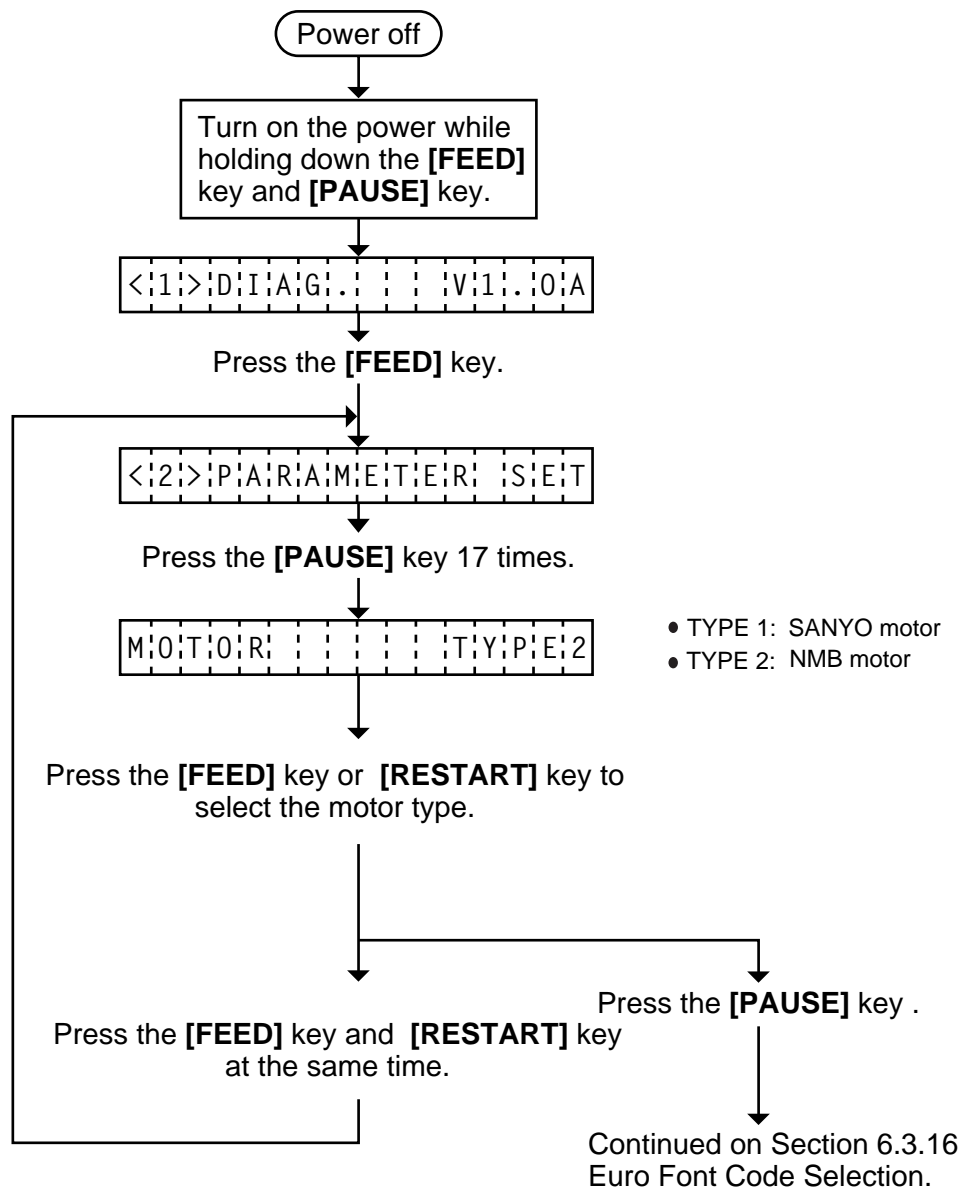 Power off
Turn on the power while
holding down the [FEED]
key and [PAUSE] key.
<1>DIAG.    V1.0A
Press the [FEED] key.
<2>PARAMETER SET
Press the [PAUSE] key 17 times.
MOTOR      TYPE2
● TYPE 1: SANYO motor
● TYPE 2: NMB motor
Press the [FEED] key or [RESTART] key to
select the motor type.
Press the [PAUSE] key .
Press the [FEED] key and [RESTART] key
at the same time.
Continued on Section 6.3.16
Euro Font Code Selection.